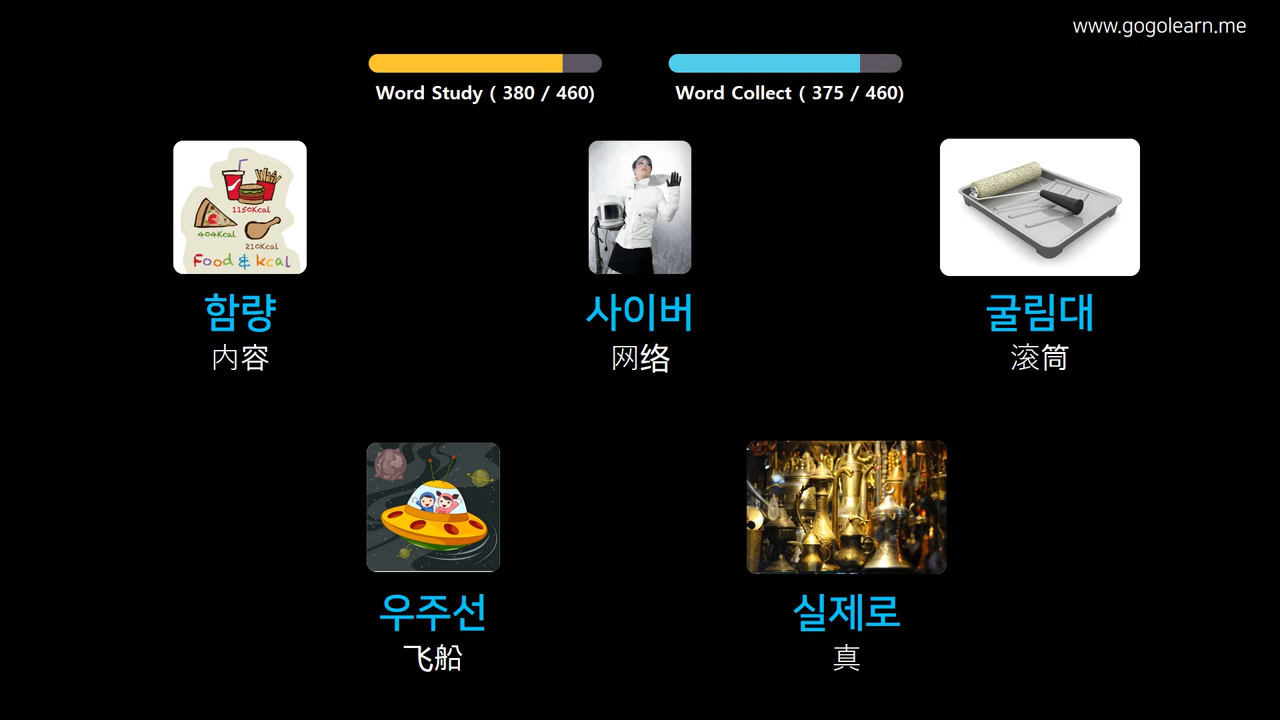 www.gogolearn.me
Word Study ( 380 / 460)
Word Collect ( 375 / 460)
1150Kcal
404Kcal
210Kcal
Food & kcal
함량
内容
사이버
网络
굴림대
滚筒
우주선
飞船
실제로
真